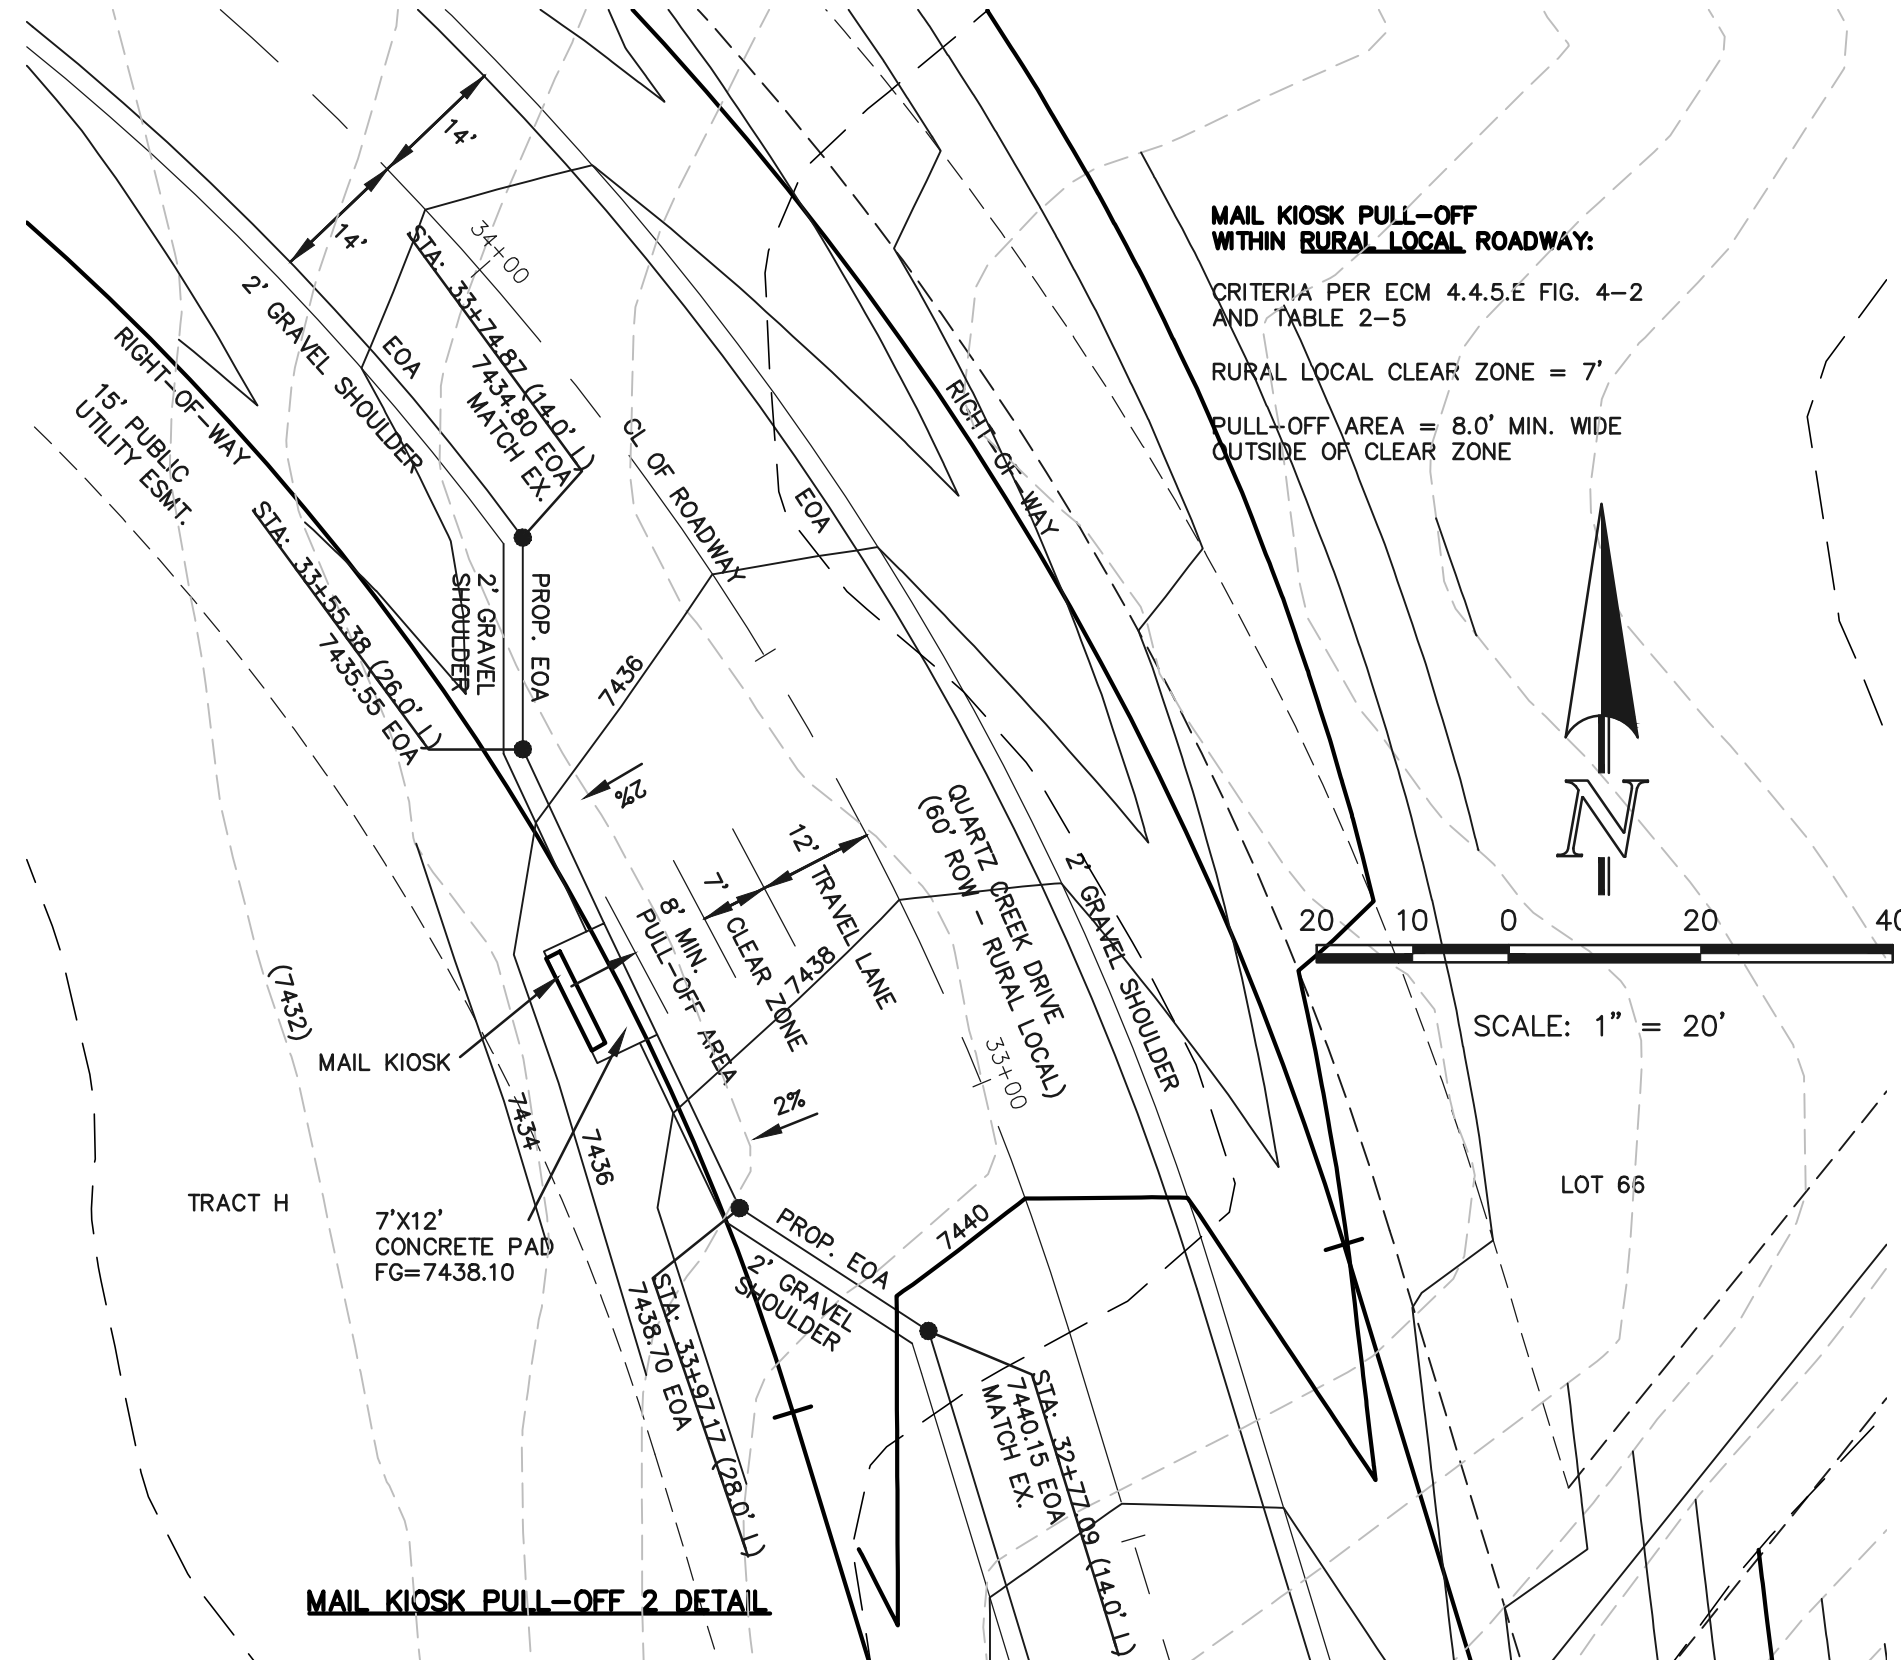 MAIL KIOSK PULL-OFF
WITHIN RURAL LOCAL ROADWAY:
CRITERIA PER ECM 4.4.5.E FIG. 4-2
AND TABLE 2-5
RURAL LOCAL CLEAR ZONE = 7'
PULL-OFF AREA = 8.0' MIN. WIDE
OUTSIDE OF CLEAR ZONE
14'
14'
34+00
STA: 33+74.87 (14.0' L)
7434.80 EOA
MATCH EX.
2' GRAVEL SHOULDER
EOA
RIGHT-OF-WAY
15' PUBLIC
UTILITY ESMT.
STA: 33+55.38 (26.0' L)
7435.55 EOA
2' GRAVEL
SHOULDER
PROP. EOA
CL OF ROADWAY
EOA
RIGHT-OF-WAY
7436
2%
12' TRAVEL LANE
7' CLEAR ZONE
8' MIN.
PULL-OFF AREA
7438
QUARTZ CREEK DRIVE
(60' ROW - RURAL LOCAL)
2' GRAVEL SHOULDER
33+00
N
20 10 0 20 40
SCALE: 1" = 20'
(7432)
MAIL KIOSK
7434
7436
2%
TRACT H
7'X12'
CONCRETE PAD
FG=7438.10
LOT 66
PROP. EOA
2' GRAVEL
SHOULDER
7440
STA: 33+97.17 (28.0' L)
7438.70 EOA
STA: 32+77.09 (14.0' L)
7440.15 EOA
MATCH EX.
MAIL KIOSK PULL-OFF 2 DETAIL